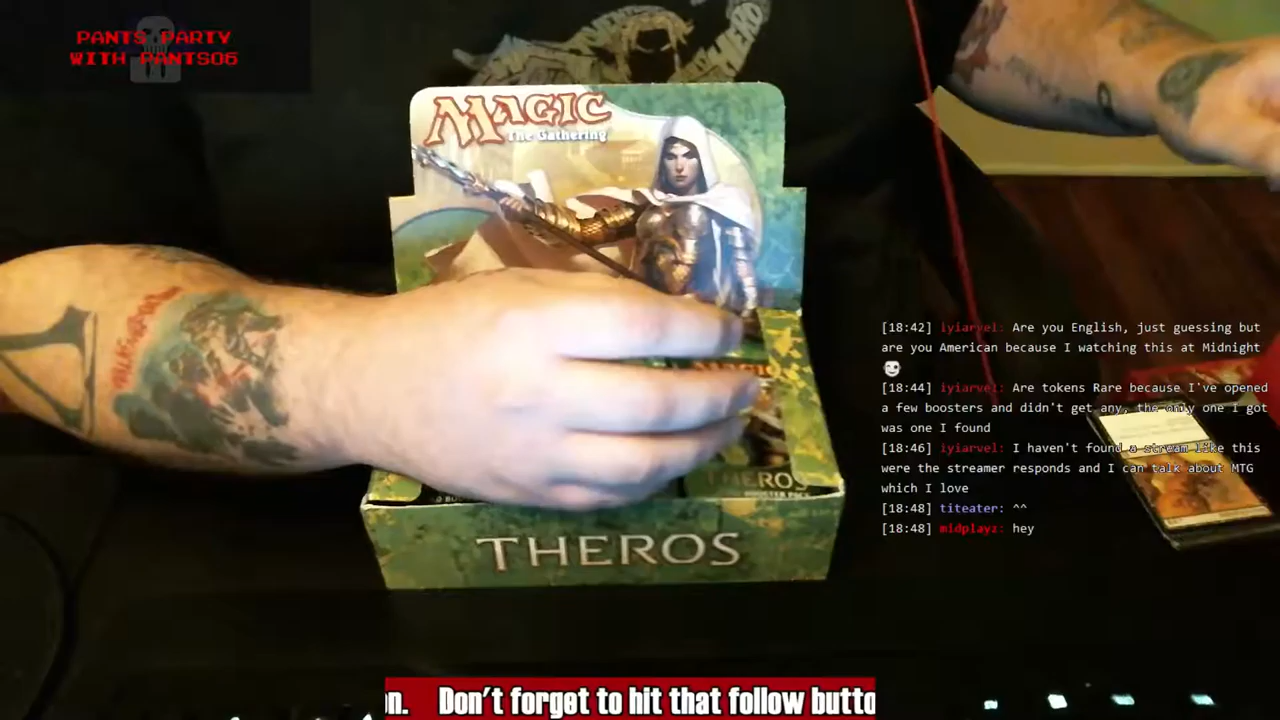 PANTS PARTY
WITH PANTS06
MAGIC
The Gathering
THEROS
BOOSTER PACK
THEROS
[18:42] iyiarvel: Are you English, just guessing but
are you American because I watching this at Midnight
[18:44] iyiarvel: Are tokens Rare because I've opened
a few boosters and didn't get any, the only one I got
was one I found
[18:46] iyiarvel: I haven't found a stream like this
were the streamer responds and I can talk about MTG
which I love
[18:48] titeater: ^^
[18:48] midplayz: hey
n. Don't forget to hit that follow butto